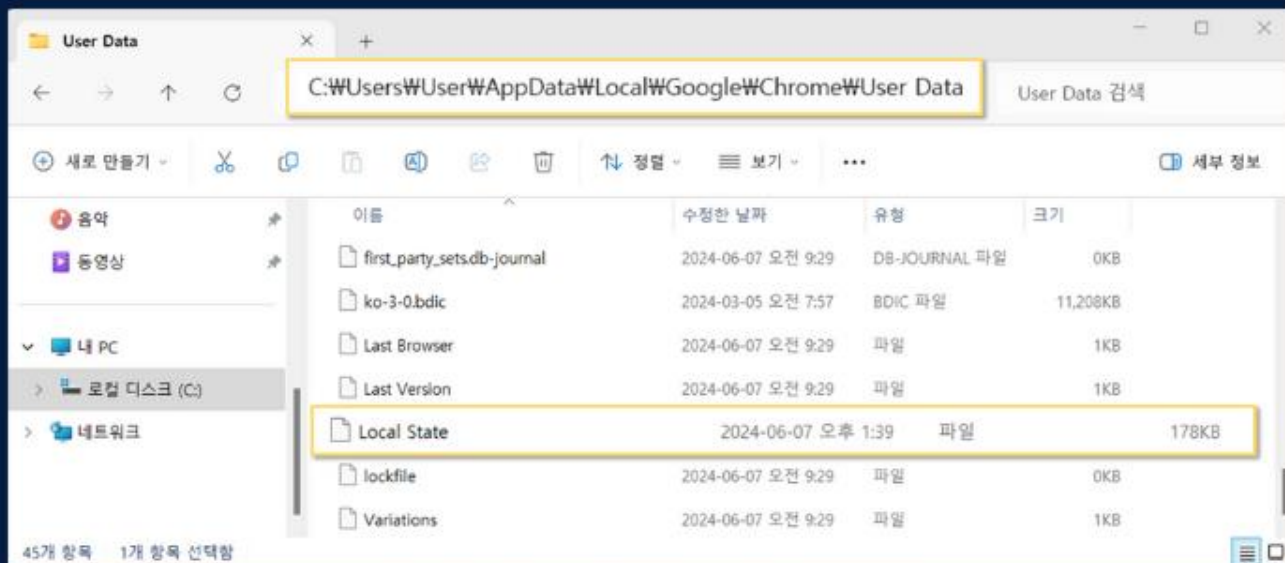 User Data
C:₩Users₩User₩AppData₩Local₩Google₩Chrome₩User Data
User Data 검색
새로 만들기
정렬
보기
세부 정보
음악
동영상
내 PC
로컬 디스크 (C:)
네트워크
이름 수정한 날짜 유형 크기
first_party_sets.db-journal 2024-06-07 오전 9:29 DB-JOURNAL 파일 0KB
ko-3-0.bdic 2024-03-05 오전 7:57 BDIC 파일 11,208KB
Last Browser 2024-06-07 오전 9:29 파일 1KB
Last Version 2024-06-07 오전 9:29 파일 1KB
Local State 2024-06-07 오후 1:39 파일 178KB
lockfile 2024-06-07 오전 9:29 파일 0KB
Variations 2024-06-07 오전 9:29 파일 1KB
45개 항목 1개 항목 선택함